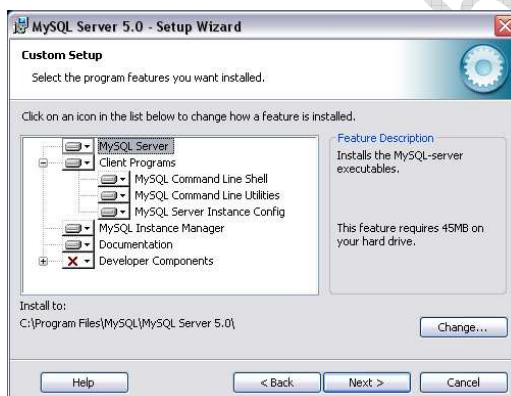 MySQL Server 5.0 - Setup Wizard
Custom Setup
Select the program features you want installed.
Click on an icon in the list below to change how a feature is installed.
MySQL Server
Client Programs
MySQL Command Line Shell
MySQL Command Line Utilities
MySQL Server Instance Config
MySQL Instance Manager
Documentation
Developer Components
Feature Description
Installs the MySQL-server
executables.
This feature requires 45MB on
your hard drive.
Install to:
C:\Program Files\MySQL\MySQL Server 5.0\
Change...
Help
< Back
Next >
Cancel